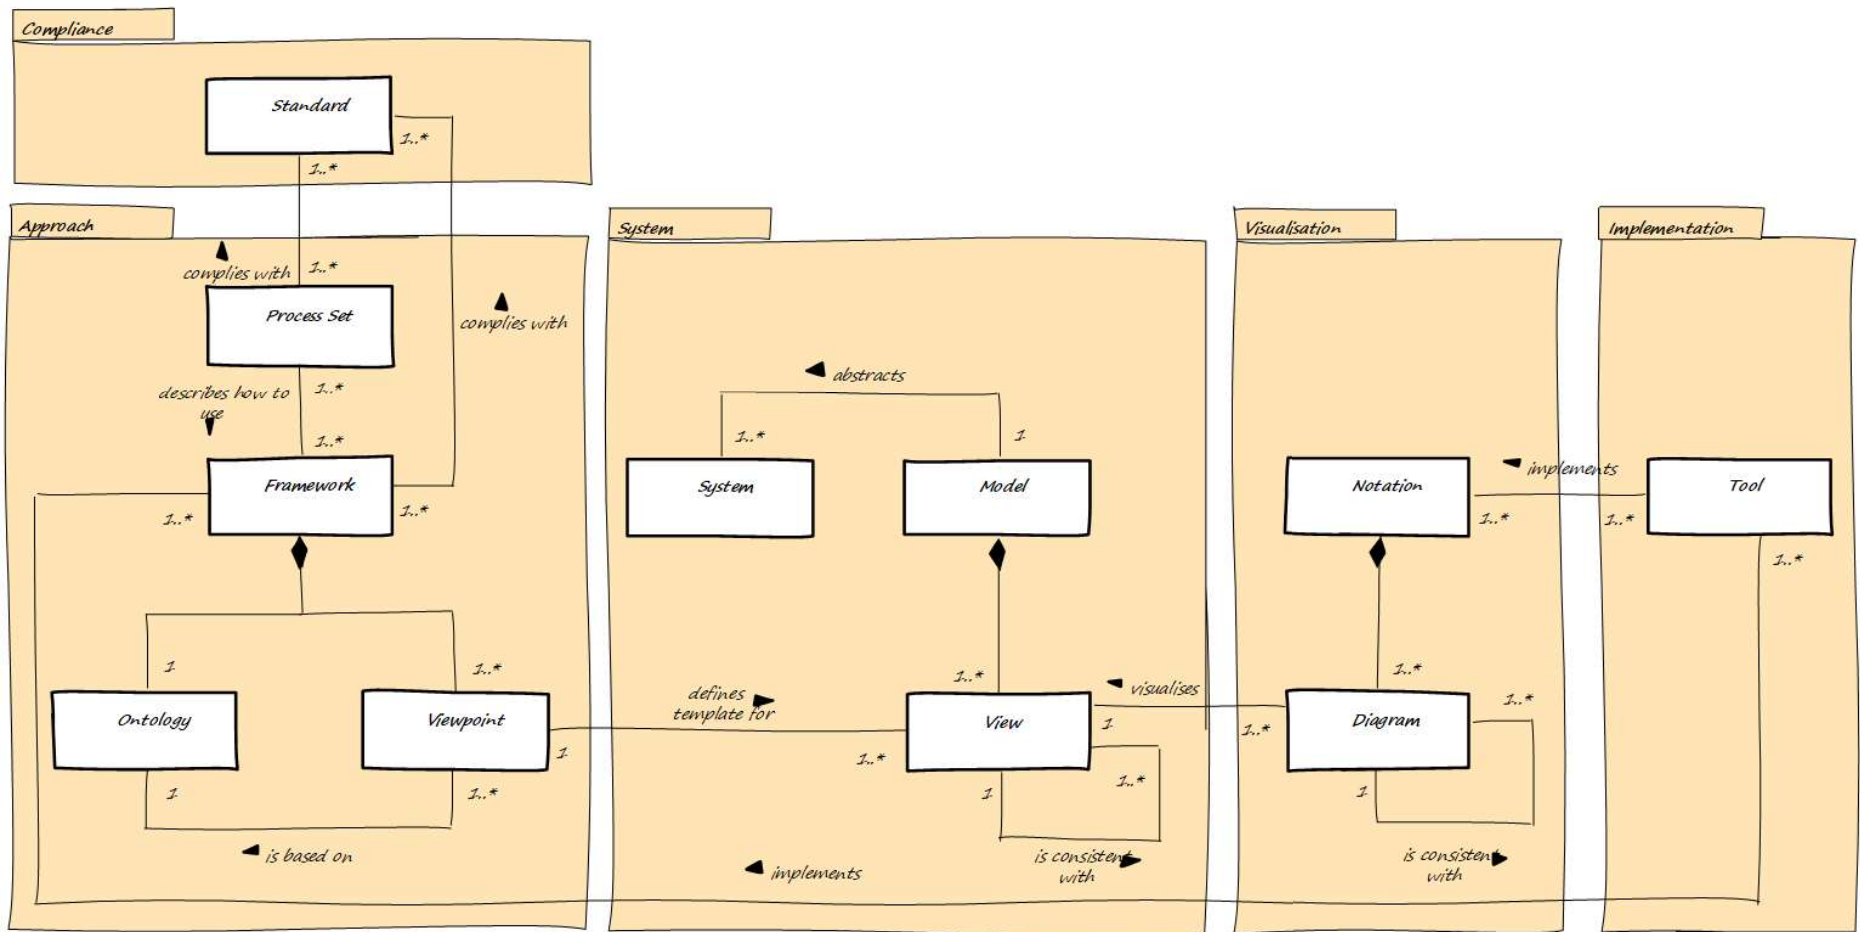 Compliance
Standard
1..*
1..*
Approach
System
Visualisation
Implementation
complies with
1..*
Process Set
complies with
describes how to
use
1..*
1..*
abstracts
1..*
1
Framework
1..*
1..*
System
Model
Notation
implements
1..*
1..*
Tool
1..*
1
1..*
1..*
1..*
Ontology
Viewpoint
1
defines
template for
1..*
View
visualises
1
1..*
Diagram
1..*
1
1..*
1
1..*
1
is based on
implements
is consistent
with
is consistent
with